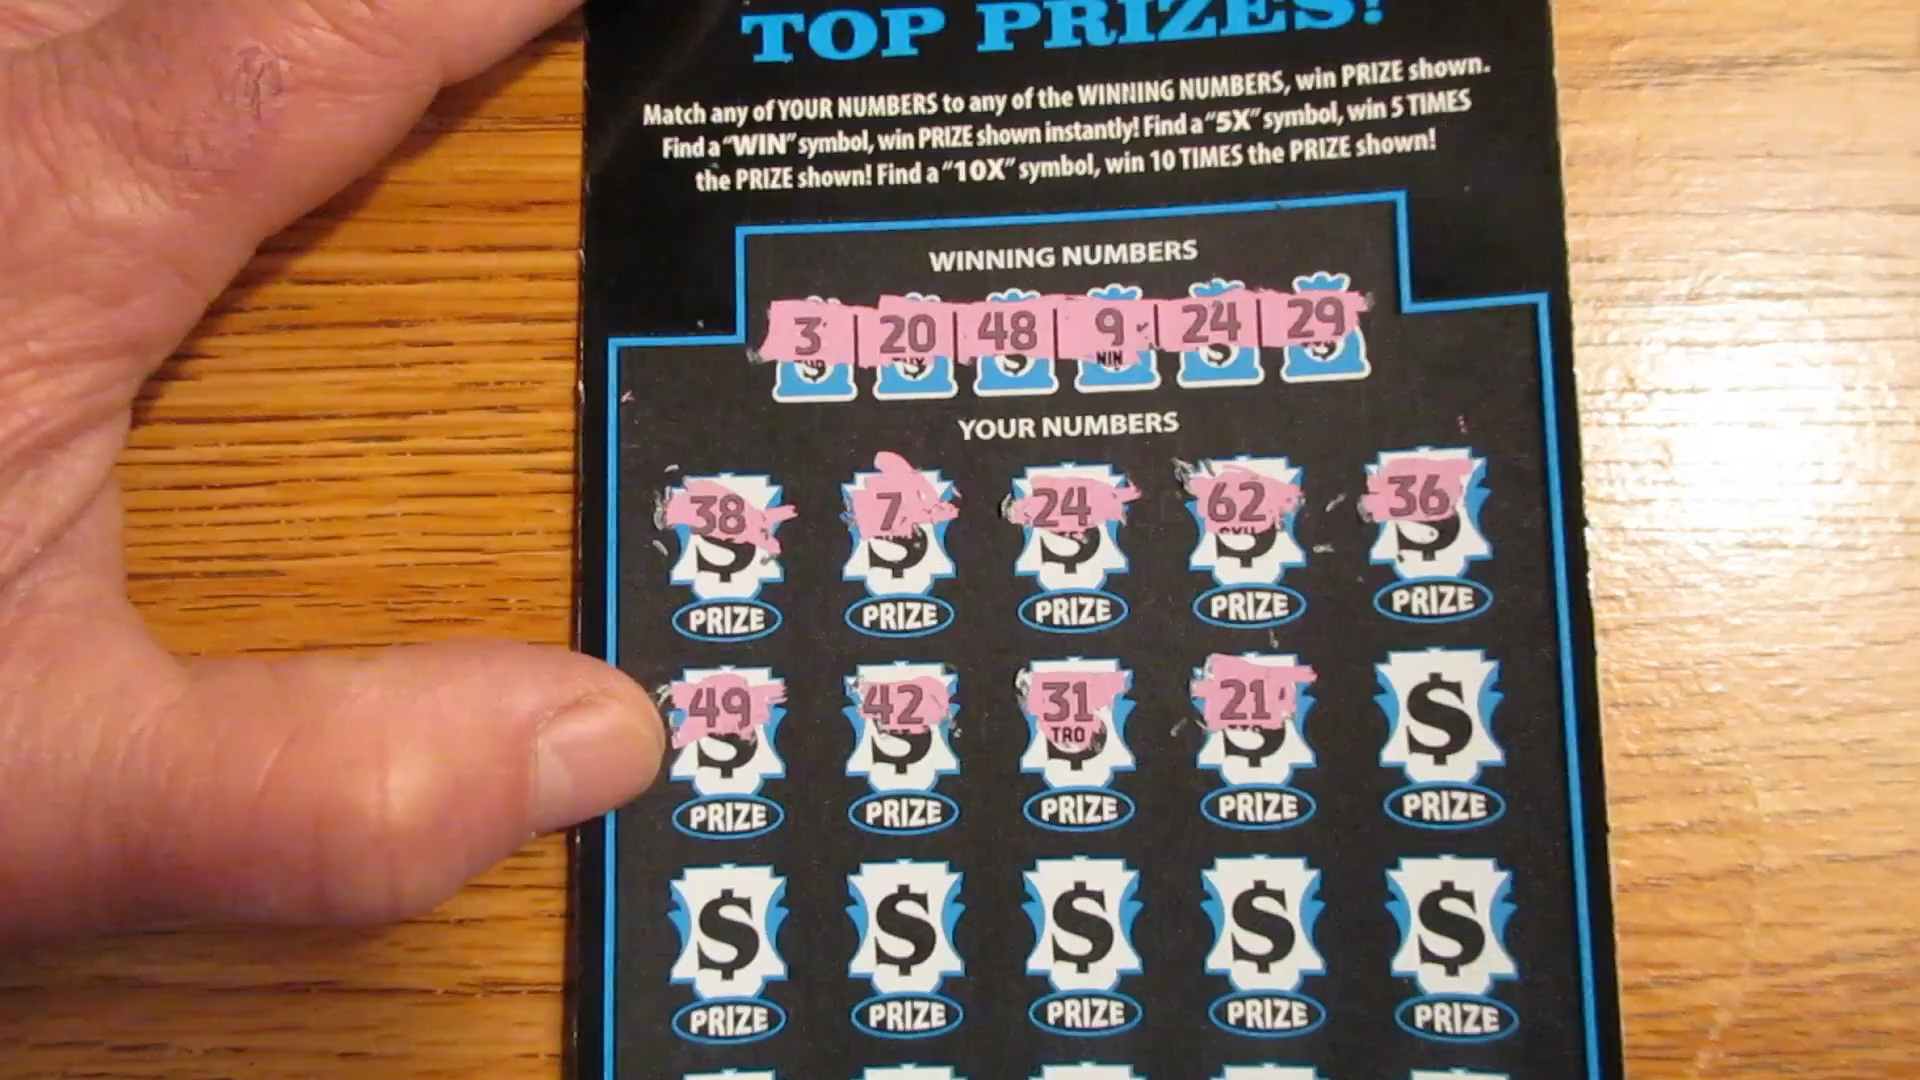 TOP PRIZES!
Match any of YOUR NUMBERS to any of the WINNING NUMBERS, win PRIZE shown.
Find a "WIN" symbol, win PRIZE shown instantly! Find a "5X" symbol, win 5 TIMES
the PRIZE shown! Find a "10X" symbol, win 10 TIMES the PRIZE shown!
WINNING NUMBERS
3 20 48 9 24 29
NIN
$ $ $ $ $
YOUR NUMBERS
38 7 24 62 36
$ $ $ $ $
PRIZE PRIZE PRIZE PRIZE PRIZE
49 42 31 21 $
TRO
$ $ $ $
PRIZE PRIZE PRIZE PRIZE PRIZE
$ $ $ $ $
PRIZE PRIZE PRIZE PRIZE PRIZE